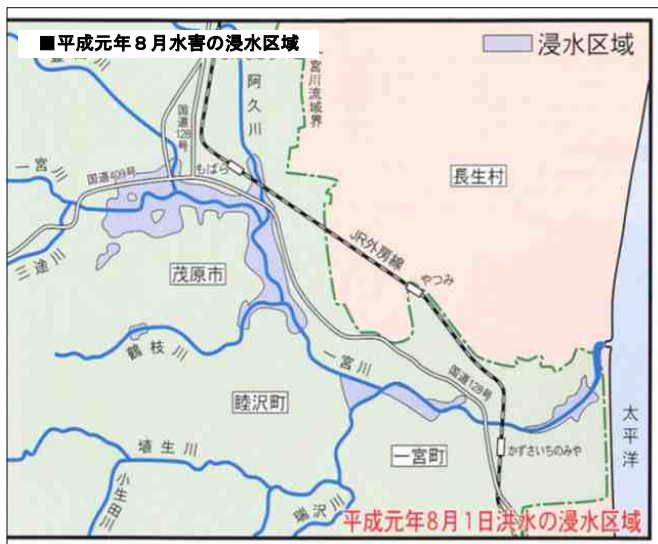 ■平成元年８月水害の浸水区域
浸水区域
豊田川
阿久川
一宮川流域界
国道128号
一宮川
国道409号
もばら
長生村
三途川
茂原市
JR外房線
やつみ
鶴枝川
一宮川
国道128号
睦沢町
太平洋
埴生川
一宮町
かずさいちのみや
小生田川
瑞沢川
平成元年8月1日洪水の浸水区域